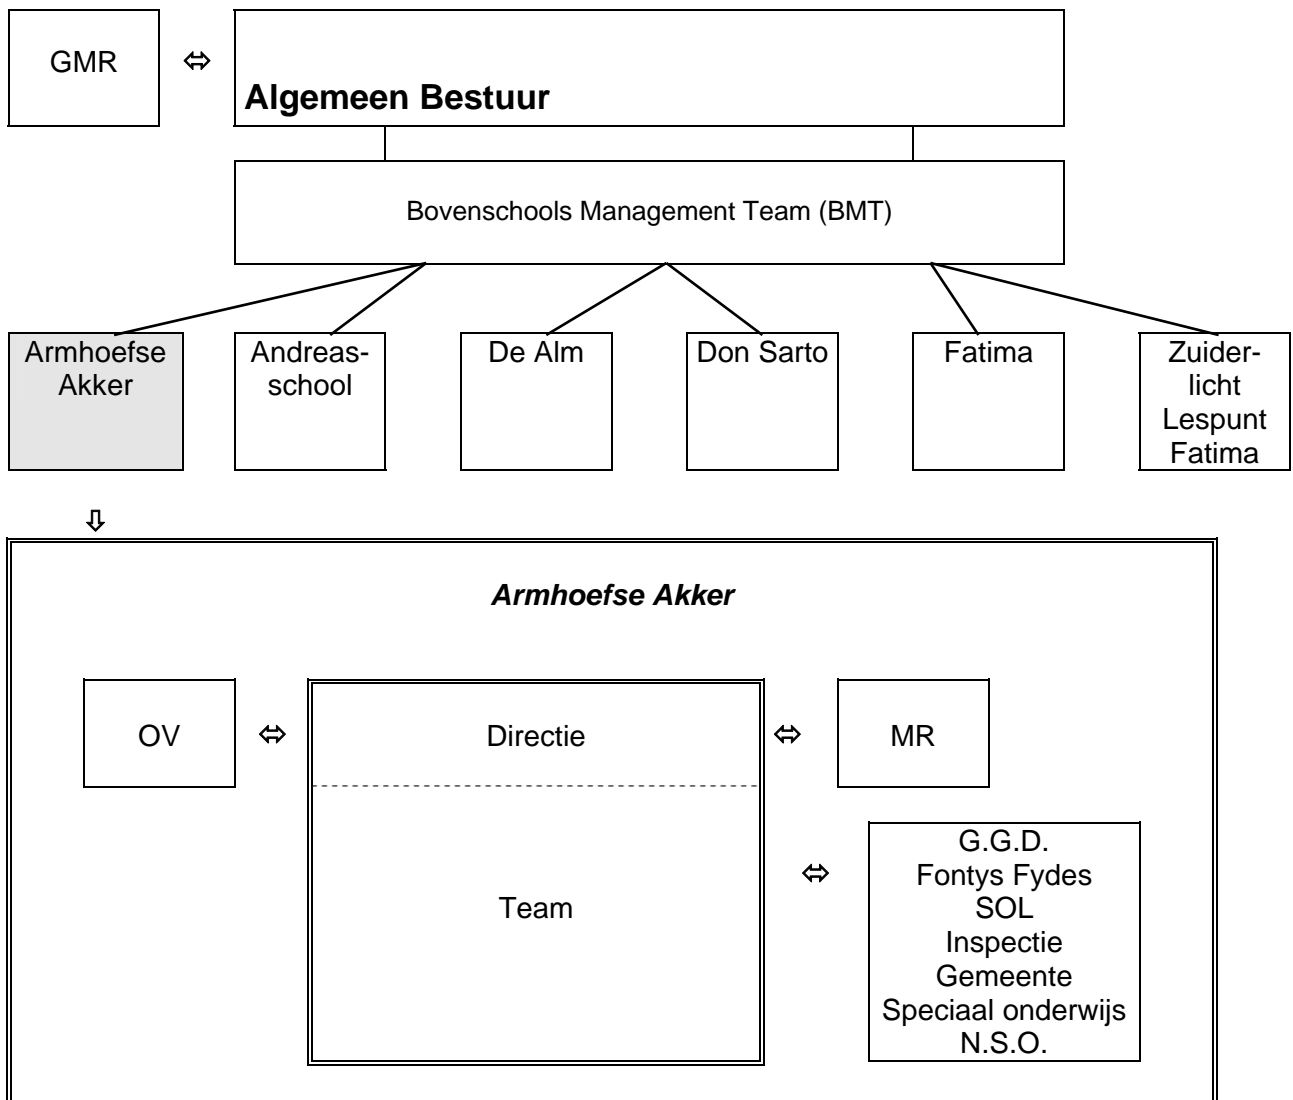 GMR
Algemeen Bestuur
Bovenschools Management Team (BMT)
Armhoefse
Akker
Andreas-
school
De Alm
Don Sarto
Fatima
Zuider-
licht
Lespunt
Fatima
Armhoefse Akker
OV
Directie
MR
Team
G.G.D.
Fontys Fydes
SOL
Inspectie
Gemeente
Speciaal onderwijs
N.S.O.